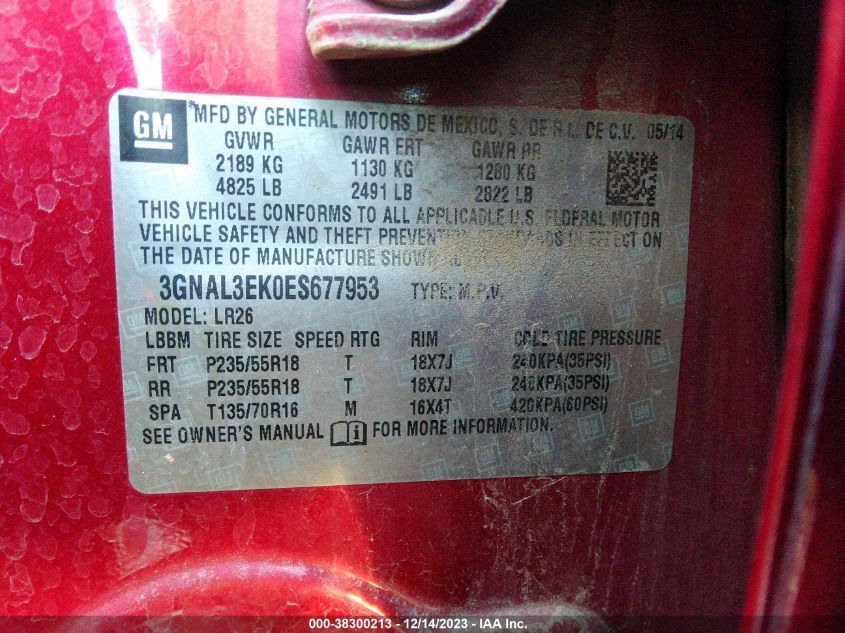 GM
*MFD BY GENERAL MOTORS DE MEXICO, S. DE R.L. DE C.V. 05/14
GVWR GAWR FRT GAWR RR
2189 KG 1130 KG 1280 KG
4825 LB 2491 LB 2822 LB
THIS VEHICLE CONFORMS TO ALL APPLICABLE U.S. FEDERAL MOTOR
VEHICLE SAFETY AND THEFT PREVENTION STANDARDS IN EFFECT ON
THE DATE OF MANUFACTURE SHOWN
3GNAL3EK0ES677953 TYPE: M.P.V.
MODEL: LR26
LBBM TIRE SIZE SPEED RTG RIM COLD TIRE PRESSURE
FRT P235/55R18 T 18X7J 240KPA(35PSI)
RR P235/55R18 T 18X7J 240KPA(35PSI)
SPA T135/70R16 M 16X4T 420KPA(60PSI)
SEE OWNER'S MANUAL i FOR MORE INFORMATION.
000-38300213 - 12/14/2023 - IAA Inc.